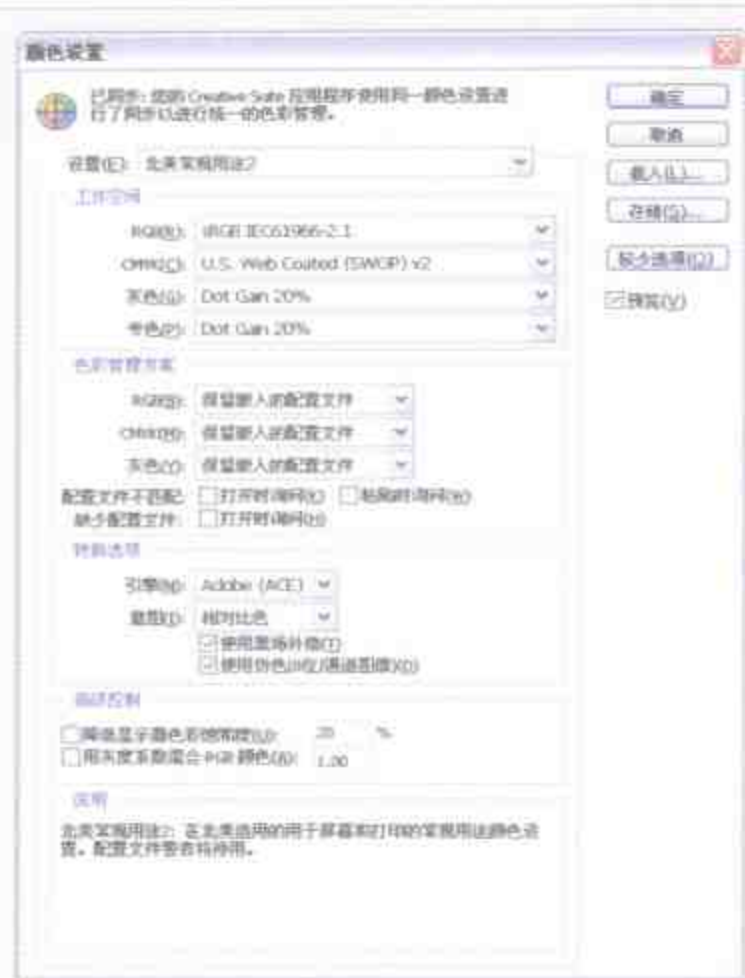 颜色设置
已同步: 您的 Creative Suite 应用程序使用同一颜色设置进
行了同步以进行统一的色彩管理。
确定
取消
设置(E): 北美常规用途2
载入(L)...
存储(S)...
较少选项(O)
预览(V)
工作空间
RGB(R): sRGB IEC61966-2.1
CMYK(C): U.S. Web Coated (SWOP) v2
灰色(G): Dot Gain 20%
专色(P): Dot Gain 20%
色彩管理方案
RGB(B): 保留嵌入的配置文件
CMYK(M): 保留嵌入的配置文件
灰色(Y): 保留嵌入的配置文件
配置文件不匹配: 打开时询问(K) 粘贴时询问(W)
缺少配置文件: 打开时询问(H)
转换选项
引擎(N): Adobe (ACE)
意图(I): 相对比色
使用黑场补偿(T)
使用仿色(8位/通道图像)(D)
高级控制
降低显示器色彩饱和度(U): 20 %
用灰度系数混合 RGB 颜色(A): 1.00
说明
北美常规用途2: 在北美适用的用于屏幕和打印的常规用途颜色设
置。配置文件警告将停用。